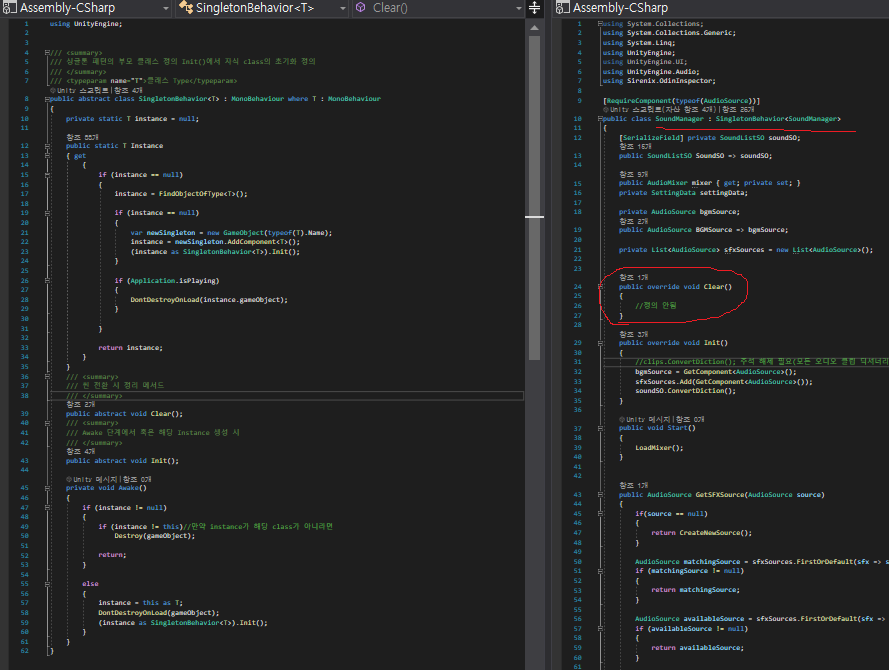 Assembly-CSharp
SingletonBehavior<T>
Clear()
1 using UnityEngine;
2
3
4 /// <summary>
5 /// 싱글톤 패턴의 부모 클래스 정의 Init()에서 자식 class의 초기화 정의
6 /// </summary>
7 /// <typeparam name="T">클래스 Type</typeparam>
Unity 스크립트|참조 4개
8 public abstract class SingletonBehavior<T> : MonoBehaviour where T : MonoBehaviour
9 {
10 private static T instance = null;
11
참조 55개
12 public static T Instance
13 { get
14 {
15 if (instance == null)
16 {
17 instance = FindObjectOfType<T>();
18
19 if (instance == null)
20 {
21 var newSingleton = new GameObject(typeof(T).Name);
22 instance = newSingleton.AddComponent<T>();
23 (instance as SingletonBehavior<T>).Init();
24 }
25
26 if (Application.isPlaying)
27 {
28 DontDestroyOnLoad(instance.gameObject);
29 }
30
31 }
32
33 return instance;
34 }
35 }
36 /// <summary>
37 /// 씬 전환 시 정리 메서드
38 /// </summary>
참조 2개
39 public abstract void Clear();
40 /// <summary>
41 /// Awake 단계에서 혹은 해당 Instance 생성 시
42 /// </summary>
참조 4개
43 public abstract void Init();
44
Unity 메시지|참조 0개
45 private void Awake()
46 {
47 if (instance != null)
48 {
49 if (instance != this)//만약 instance가 해당 class가 아니라면
50 Destroy(gameObject);
51
52 return;
53 }
54
55 else
56 {
57 instance = this as T;
58 DontDestroyOnLoad(gameObject);
59 (instance as SingletonBehavior<T>).Init();
60 }
61 }
62 }
Assembly-CSharp
1 using System.Collections;
2 using System.Collections.Generic;
3 using System.Linq;
4 using UnityEngine;
5 using UnityEngine.UI;
6 using UnityEngine.Audio;
7 using Sirenix.OdinInspector;
8
9 [RequireComponent(typeof(AudioSource))]
Unity 스크립트(자산 참조 4개)|참조 26개
10 public class SoundManager : SingletonBehavior<SoundManager>
11 {
12 [SerializeField] private SoundListSO soundSO;
참조 16개
13 public SoundListSO SoundSO => soundSO;
14
참조 9개
15 public AudioMixer mixer { get; private set; }
16 private SettingData settingData;
17
18 private AudioSource bgmSource;
참조 2개
19 public AudioSource BGMSource => bgmSource;
20
21 private List<AudioSource> sfxSources = new List<AudioSource>();
22
23
참조 1개
24 public override void Clear()
25 {
26 //정의 안됨
27 }
28
참조 3개
29 public override void Init()
30 {
31 //clips.ConvertDiction(); 주석 해제 필요(모든 오디오 클립 딕셔너리
32 bgmSource = GetComponent<AudioSource>();
33 sfxSources.Add(GetComponent<AudioSource>());
34 soundSO.ConvertDiction();
35 }
36
Unity 메시지|참조 0개
37 public void Start()
38 {
39 LoadMixer();
40 }
41
42
참조 1개
43 public AudioSource GetSFXSource(AudioSource source)
44 {
45 if(source == null)
46 {
47 return CreateNewSource();
48 }
49
50 AudioSource matchingSource = sfxSources.FirstOrDefault(sfx => s
51 if (matchingSource != null)
52 {
53 return matchingSource;
54 }
55
56 AudioSource availableSource = sfxSources.FirstOrDefault(sfx =>
57 if (availableSource != null)
58 {
59 return availableSource;
60 }
61